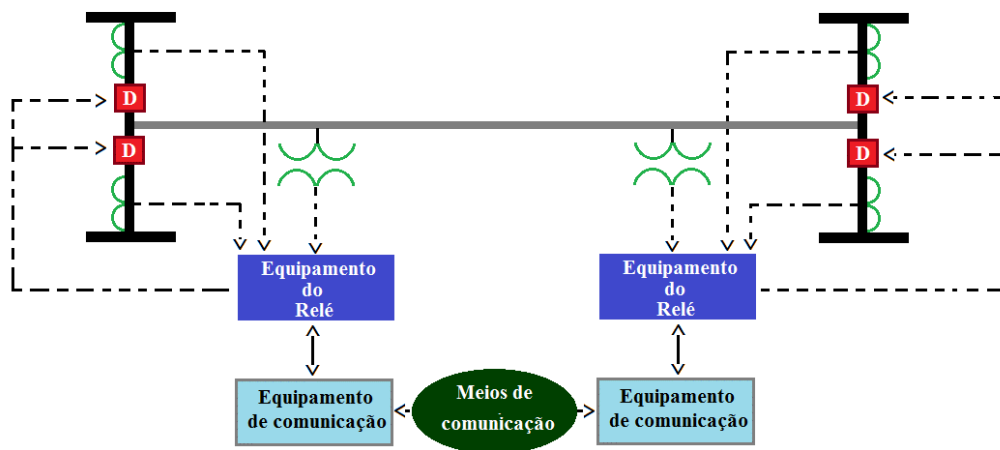 D
D
D
D
Equipamento
do
Relé
Equipamento
do
Relé
Equipamento
de comunicação
Meios de
comunicação
Equipamento
de comunicação